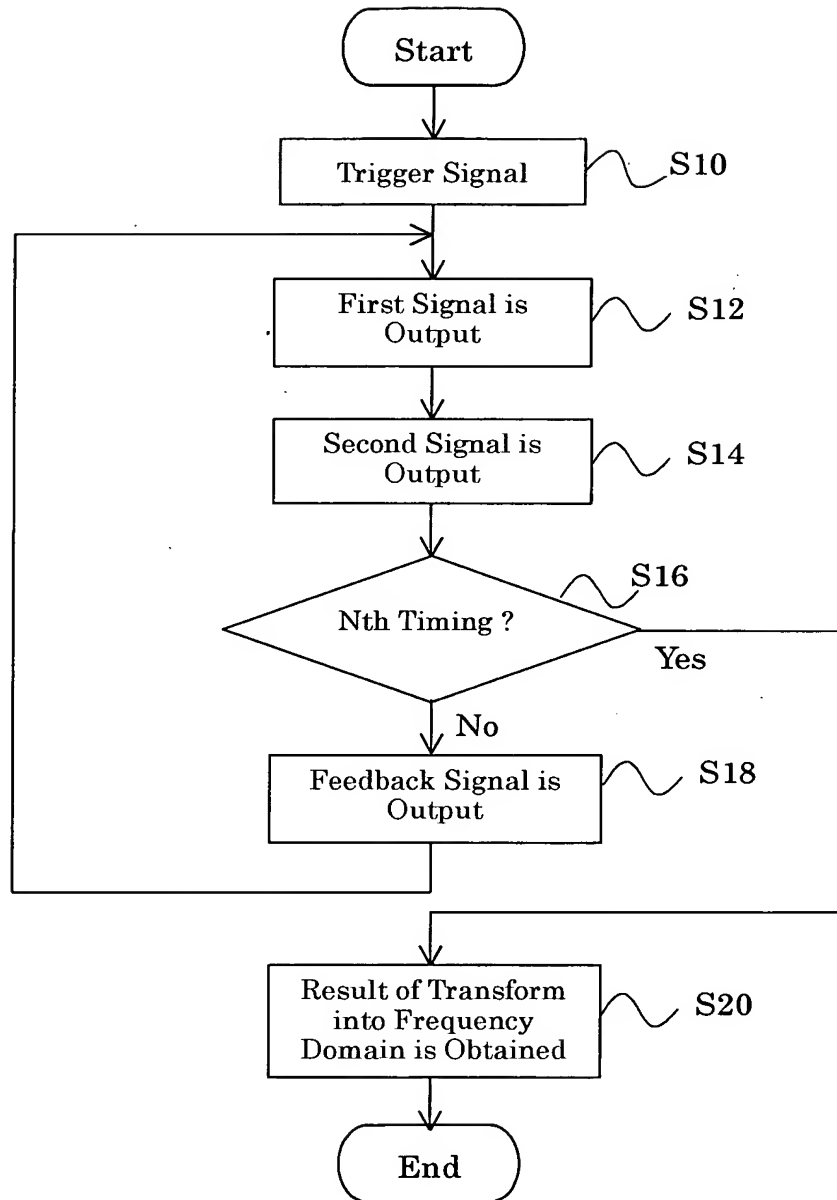 Start
Trigger Signal
S10
First Signal is
Output
S12
Second Signal is
Output
S14
S16
Nth Timing ?
Yes
No
Feedback Signal is
Output
S18
Result of Transform
into Frequency
Domain is Obtained
S20
End